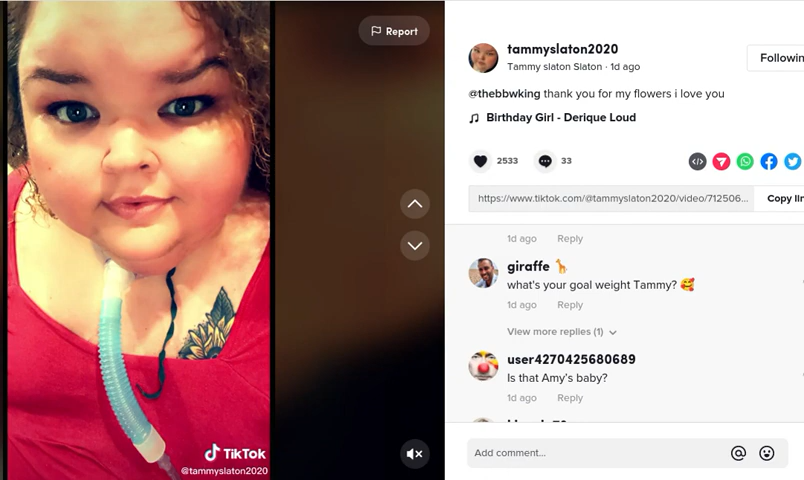 Report
TikTok
@tammyslaton2020
tammyslaton2020
Tammy slaton Slaton · 1d ago
Followin
@thebbwking thank you for my flowers i love you
Birthday Girl - Derique Loud
2533
33
https://www.tiktok.com/@tammyslaton2020/video/712506...
Copy lin
1d ago Reply
giraffe 🦒
what's your goal weight Tammy? 🥰
1d ago Reply
View more replies (1)
user4270425680689
Is that Amy's baby?
1d ago Reply
Add comment...